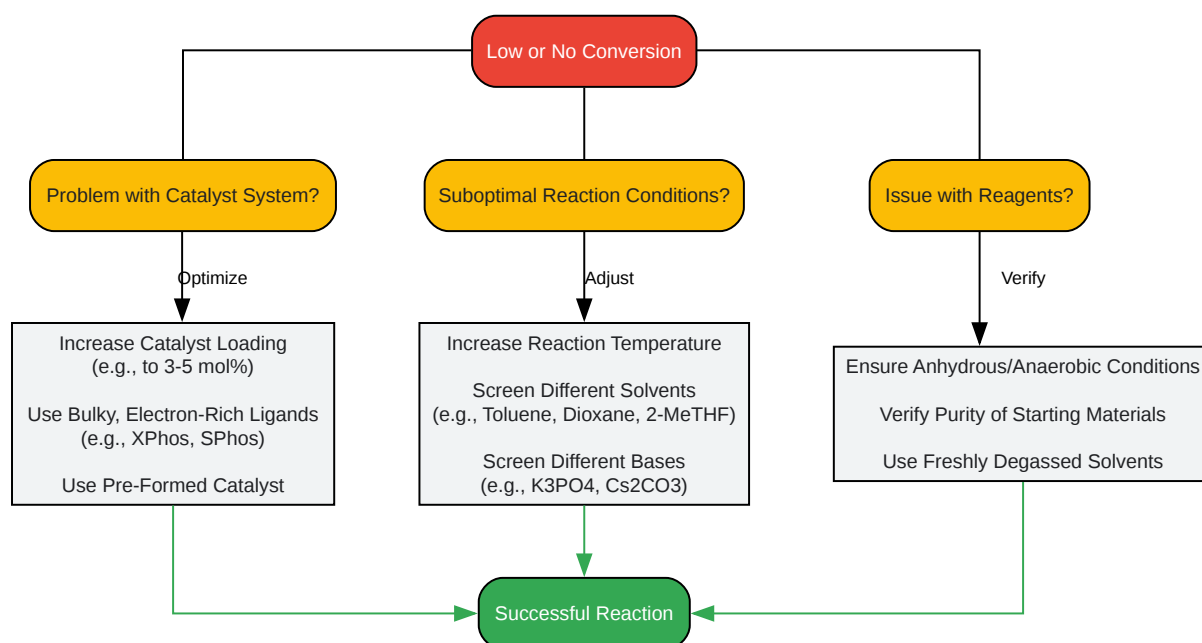 Low or No Conversion
Problem with Catalyst System?
Suboptimal Reaction Conditions?
Issue with Reagents?
Optimize
Adjust
Verify
Increase Catalyst Loading
(e.g., to 3-5 mol%)
Use Bulky, Electron-Rich Ligands
(e.g., XPhos, SPhos)
Use Pre-Formed Catalyst
Increase Reaction Temperature
Screen Different Solvents
(e.g., Toluene, Dioxane, 2-MeTHF)
Screen Different Bases
(e.g., K3PO4, Cs2CO3)
Ensure Anhydrous/Anaerobic Conditions
Verify Purity of Starting Materials
Use Freshly Degassed Solvents
Successful Reaction